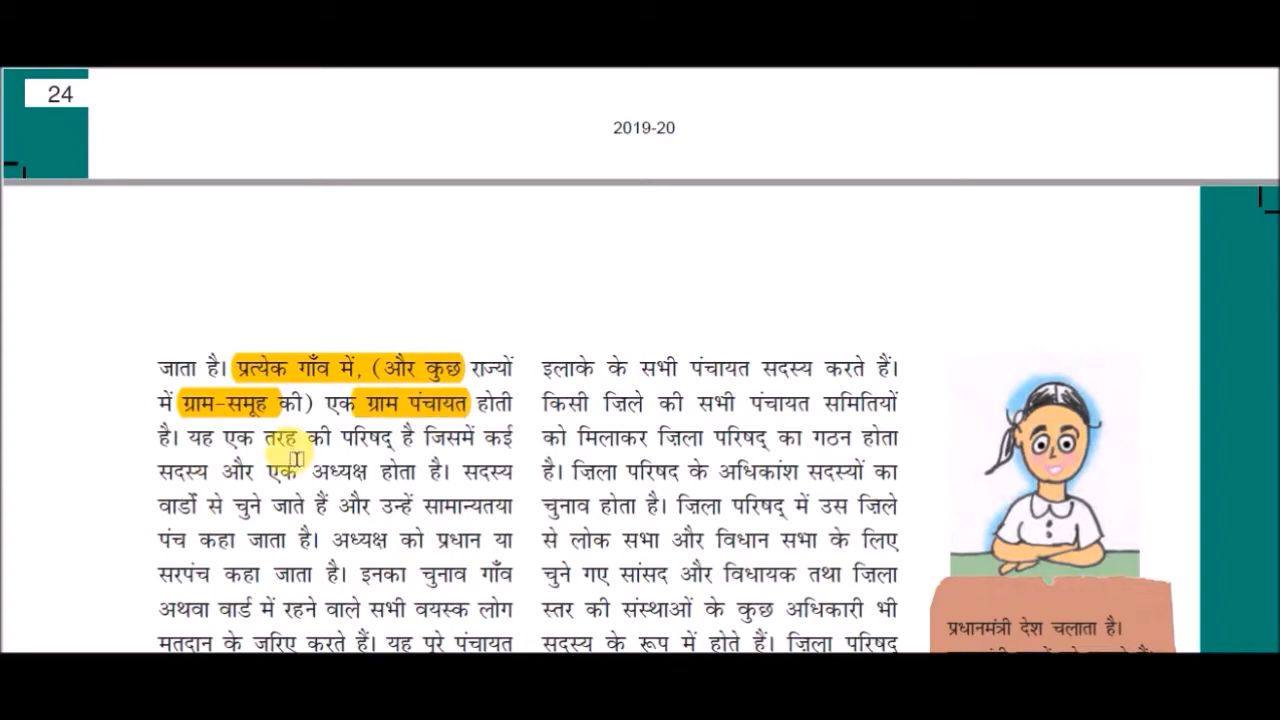 24
2019-20
जाता है। प्रत्येक गाँव में, (और कुछ राज्यों
में ग्राम-समूह की) एक ग्राम पंचायत होती
है। यह एक तरह की परिषद् है जिसमें कई
सदस्य और एक अध्यक्ष होता है। सदस्य
वार्डों से चुने जाते हैं और उन्हें सामान्यतया
पंच कहा जाता है। अध्यक्ष को प्रधान या
सरपंच कहा जाता है। इनका चुनाव गाँव
अथवा वार्ड में रहने वाले सभी वयस्क लोग
मतदान के जरिए करते हैं। यह पूरे पंचायत
इलाके के सभी पंचायत सदस्य करते हैं।
किसी जिले की सभी पंचायत समितियों
को मिलाकर ज़िला परिषद् का गठन होता
है। ज़िला परिषद के अधिकांश सदस्यों का
चुनाव होता है। जिला परिषद् में उस जिले
से लोक सभा और विधान सभा के लिए
चुने गए सांसद और विधायक तथा जिला
स्तर की संस्थाओं के कुछ अधिकारी भी
सदस्य के रूप में होते हैं। ज़िला परिषद्
प्रधानमंत्री देश चलाता है।